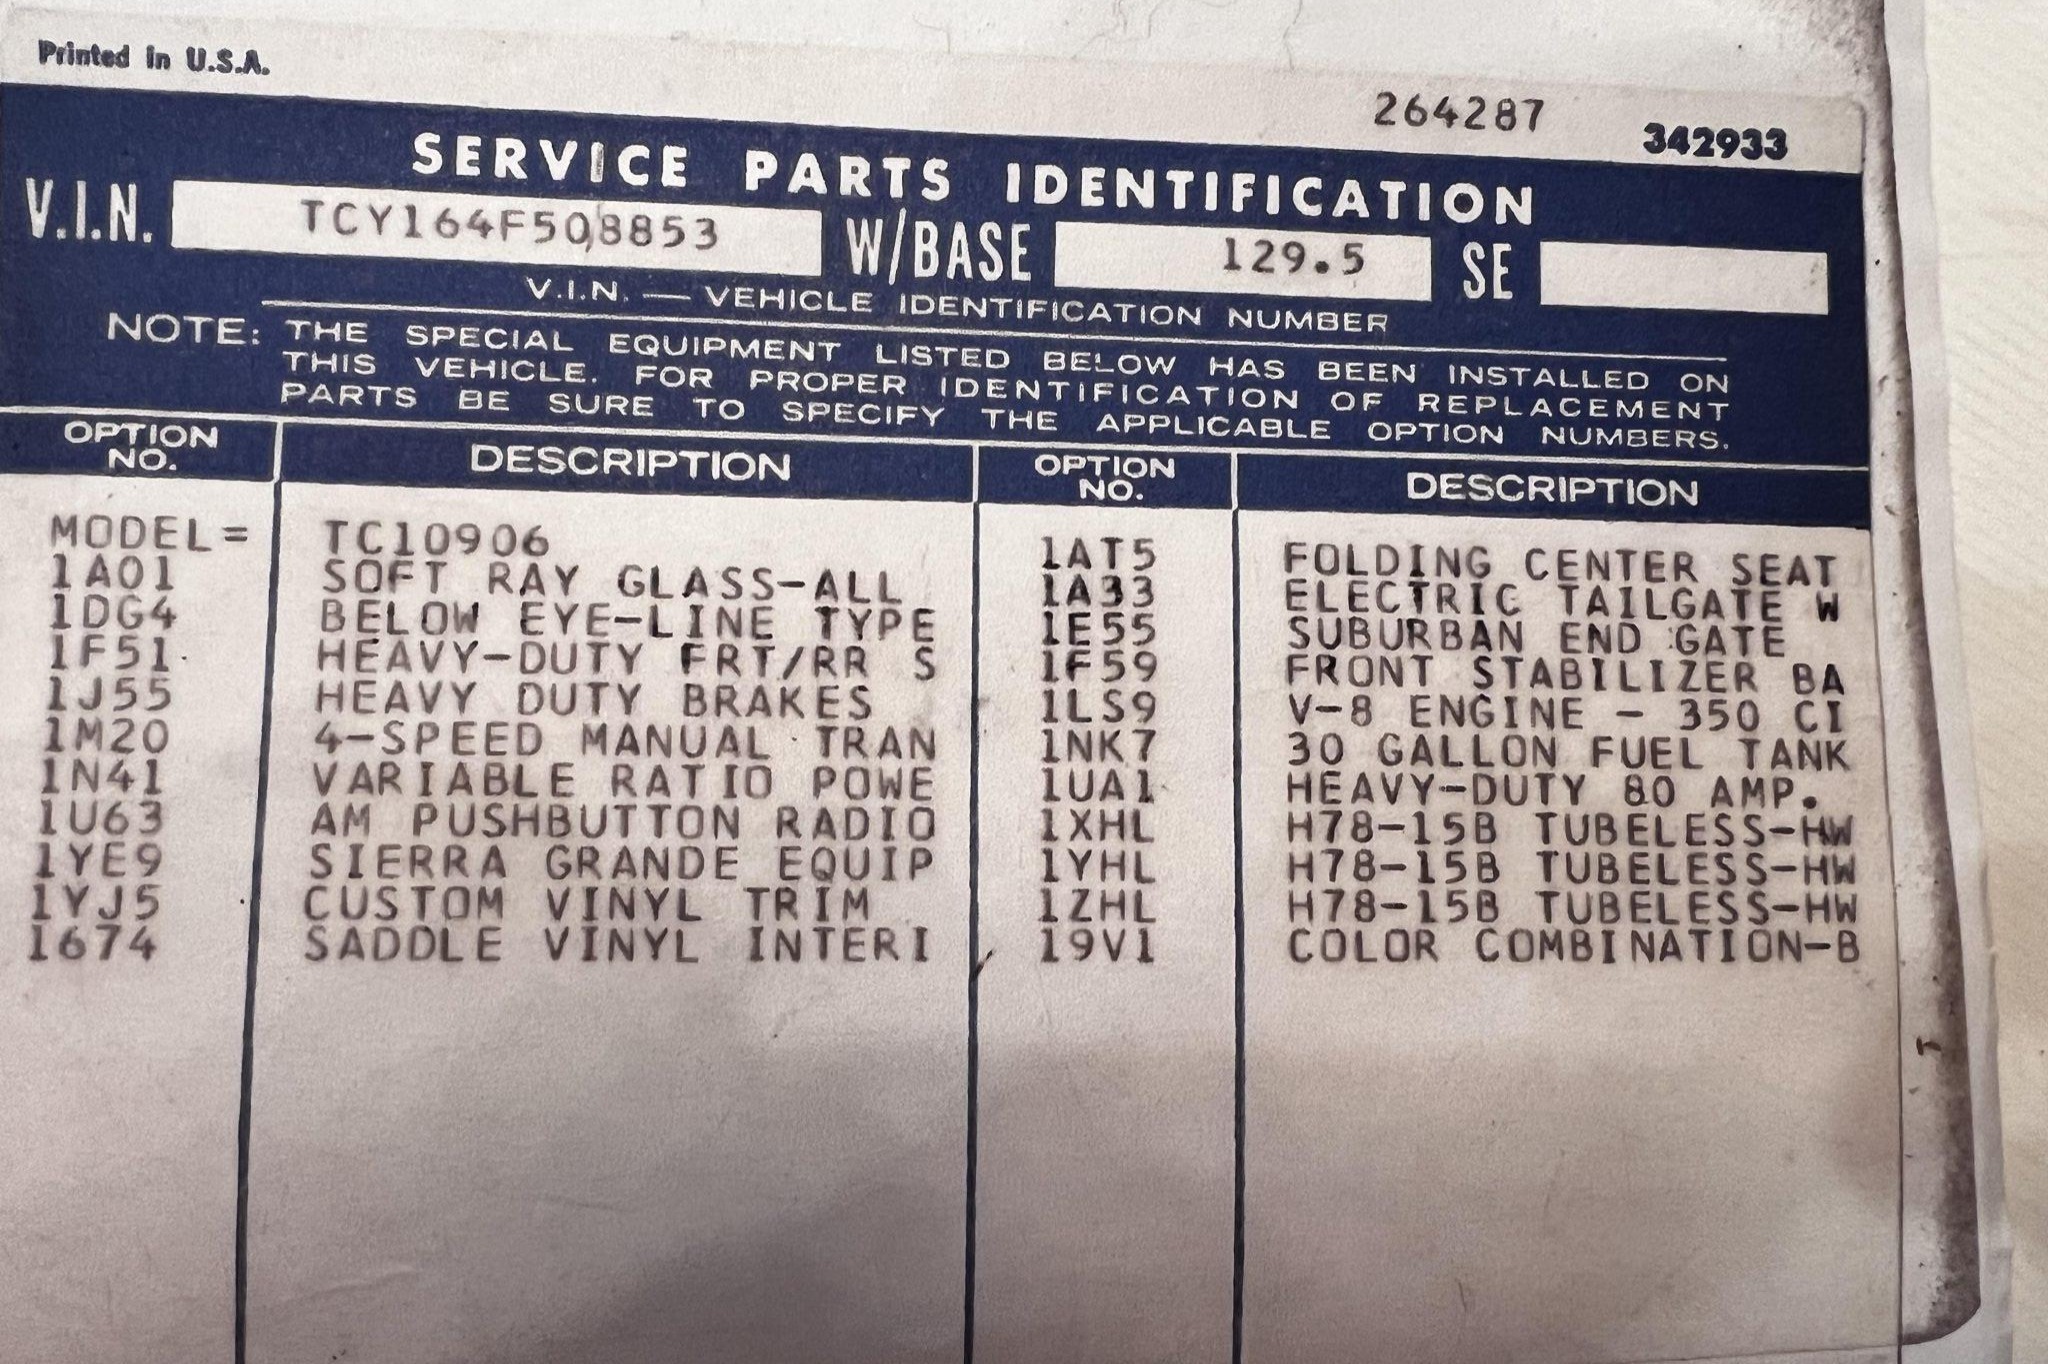 Printed in U.S.A.
264287 342933
SERVICE PARTS IDENTIFICATION
V.I.N. TCY164F508853 W/BASE 129.5 SE
V.I.N. — VEHICLE IDENTIFICATION NUMBER
NOTE: THE SPECIAL EQUIPMENT LISTED BELOW HAS BEEN INSTALLED ON
THIS VEHICLE. FOR PROPER IDENTIFICATION OF REPLACEMENT
PARTS BE SURE TO SPECIFY THE APPLICABLE OPTION NUMBERS.
OPTION NO. DESCRIPTION OPTION NO. DESCRIPTION
MODEL= TC10906
1A01 SOFT RAY GLASS-ALL 1AT5 FOLDING CENTER SEAT
1DG4 BELOW EYE-LINE TYPE 1A33 ELECTRIC TAILGATE W
1F51 HEAVY-DUTY FRT/RR S 1E55 SUBURBAN END GATE
1J55 HEAVY DUTY BRAKES 1F59 FRONT STABILIZER BA
1M20 4-SPEED MANUAL TRAN 1LS9 V-8 ENGINE - 350 CI
1N41 VARIABLE RATIO POWE 1NK7 30 GALLON FUEL TANK
1U63 AM PUSHBUTTON RADIO 1UA1 HEAVY-DUTY 80 AMP.
1YE9 SIERRA GRANDE EQUIP 1XHL H78-15B TUBELESS-HW
1YJ5 CUSTOM VINYL TRIM 1YHL H78-15B TUBELESS-HW
1674 SADDLE VINYL INTERI 1ZHL H78-15B TUBELESS-HW
19V1 COLOR COMBINATION-B